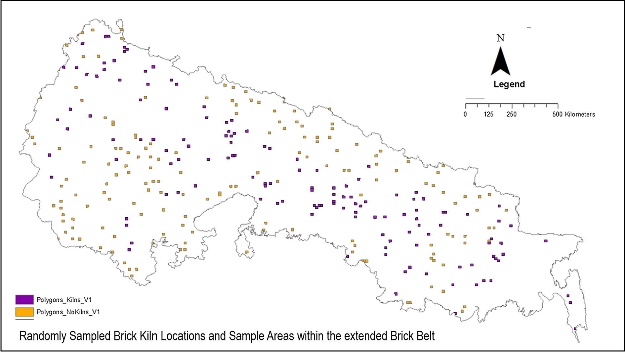 N
Legend
0 125 250 500 Kilometers
Polygons_Kilns_V1
Polygons_NoKilns_V1
Randomly Sampled Brick Kiln Locations and Sample Areas within the extended Brick Belt